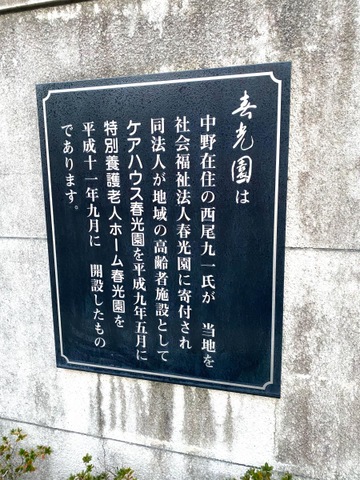 春光園は
中野在住の西尾九一氏が　当地を
社会福祉法人春光園に寄付され
同法人が地域の高齢者施設として
ケアハウス春光園を平成九年五月に
特別養護老人ホーム春光園を
平成十一年九月に　開設したもの
であります。